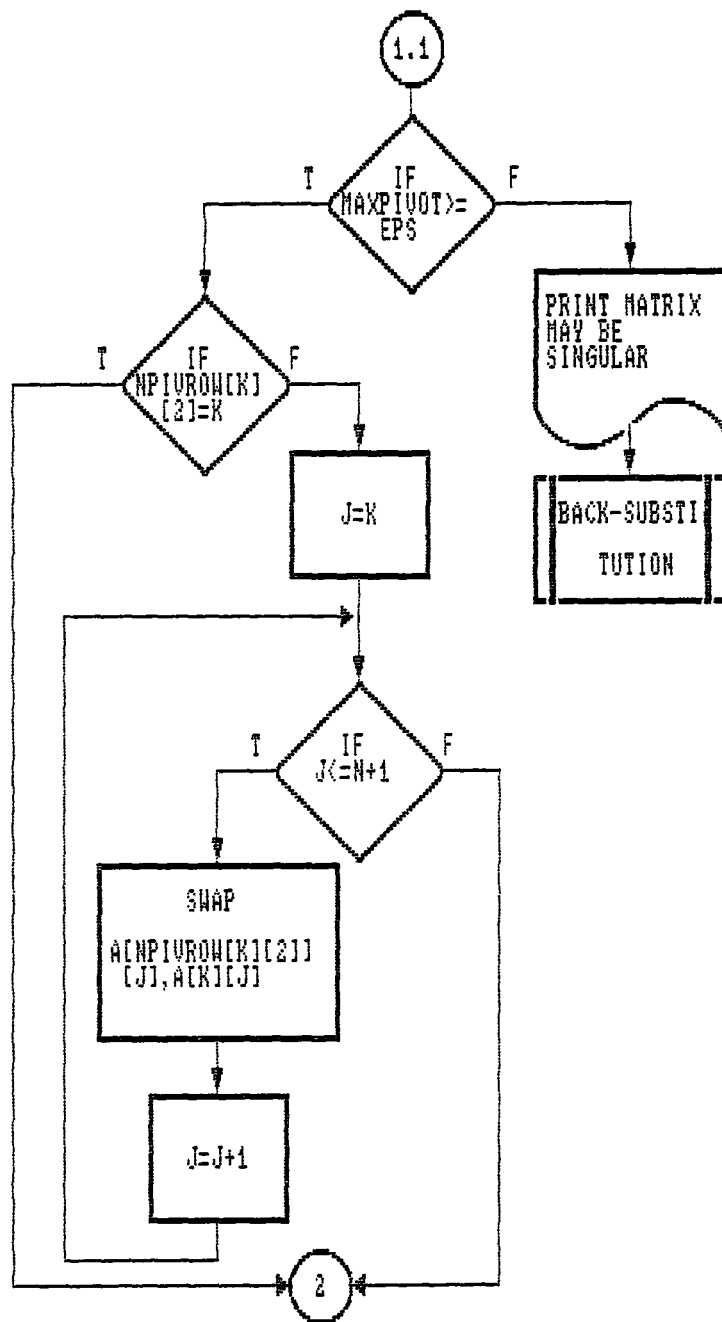 1.1
T
IF
F
MAXPIVOT>=
EPS
PRINT MATRIX
MAY BE
SINGULAR
T
IF
F
NPIVROW[K]
[2]=K
J=K
BACK-SUBSTI
TUTION
T
IF
F
J<=N+1
SWAP
A[NPIVROW[K][2]]
[J],A[K][J]
J=J+1
2